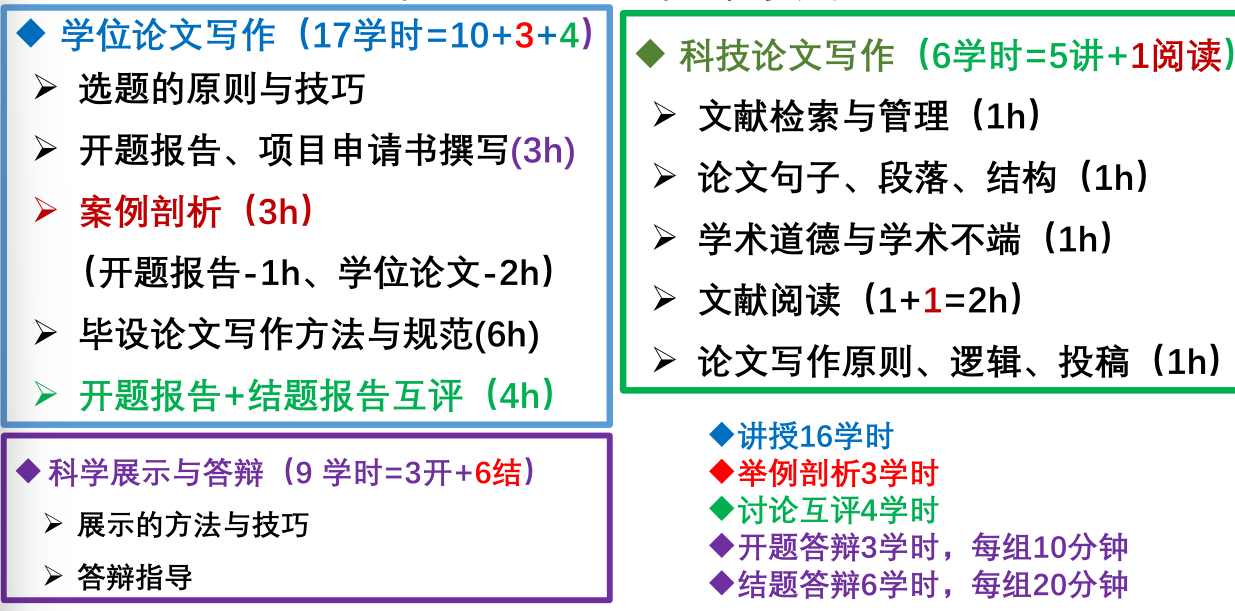 ◆ 学位论文写作（17学时=10+3+4）
➢ 选题的原则与技巧
➢ 开题报告、项目申请书撰写(3h)
➢ 案例剖析（3h）
（开题报告-1h、学位论文-2h）
➢ 毕设论文写作方法与规范(6h)
➢ 开题报告+结题报告互评（4h）
◆ 科学展示与答辩（9 学时=3开+6结）
➢ 展示的方法与技巧
➢ 答辩指导
◆ 科技论文写作（6学时=5讲+1阅读）
➢ 文献检索与管理（1h）
➢ 论文句子、段落、结构（1h）
➢ 学术道德与学术不端（1h）
➢ 文献阅读（1+1=2h）
➢ 论文写作原则、逻辑、投稿（1h）
◆讲授16学时
◆举例剖析3学时
◆讨论互评4学时
◆开题答辩3学时，每组10分钟
◆结题答辩6学时，每组20分钟